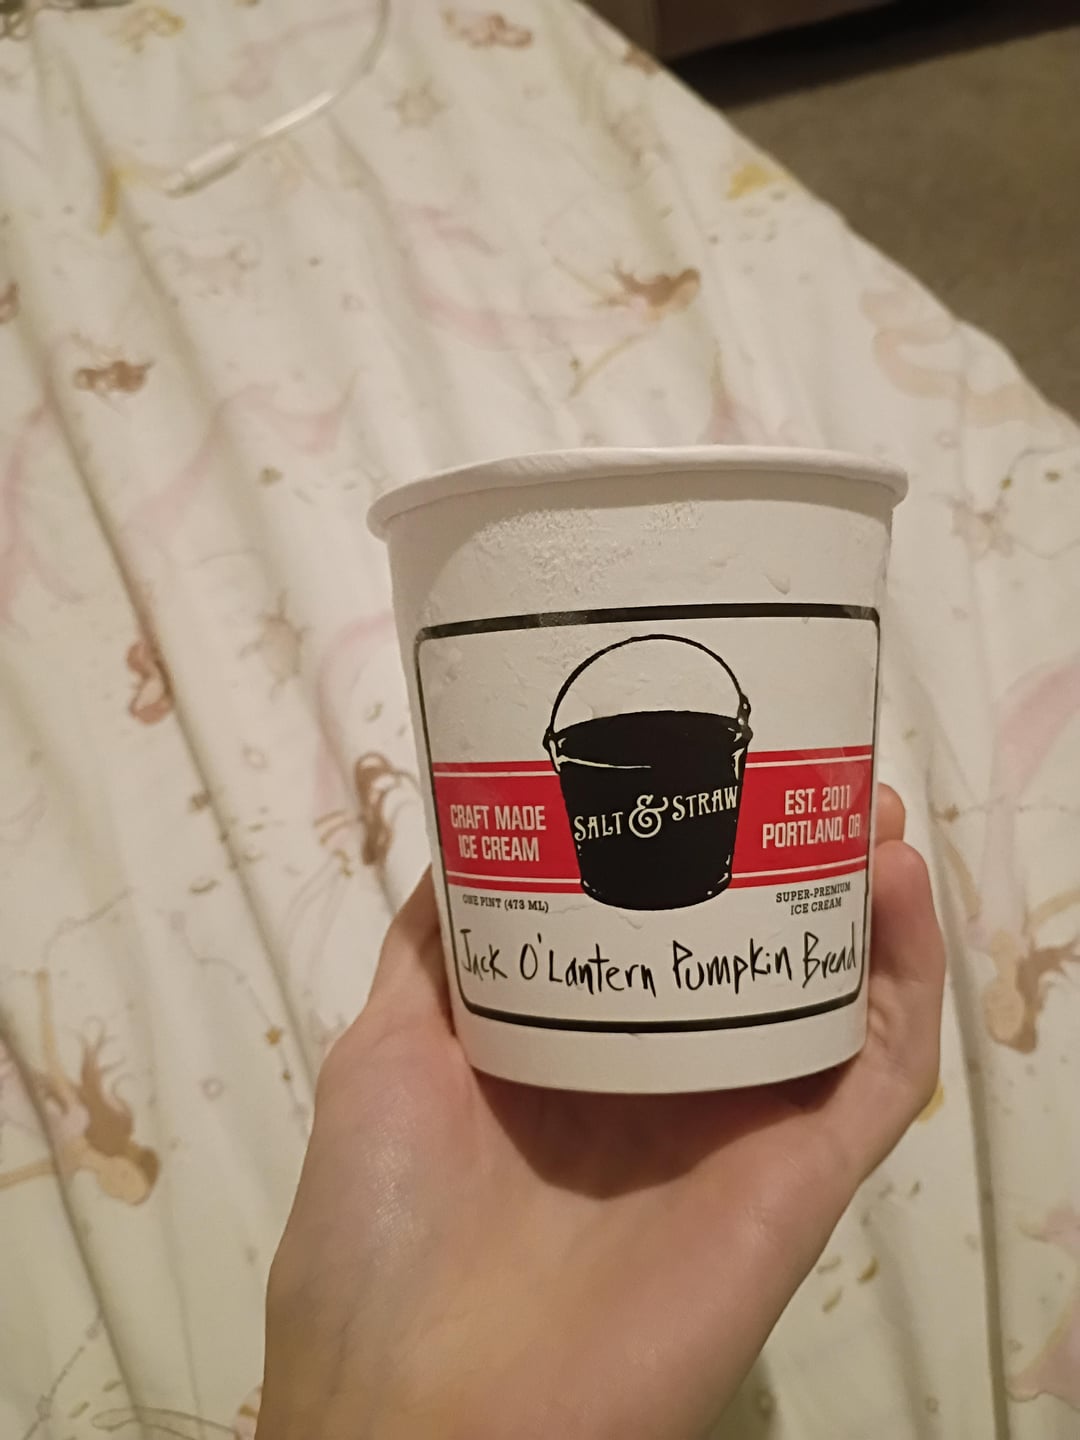 SALT & STRAW
CRAFT MADE
ICE CREAM
EST. 2011
PORTLAND, OR
ONE PINT (473 ML)
SUPER-PREMIUM
ICE CREAM
Jack O'Lantern Pumpkin Bread